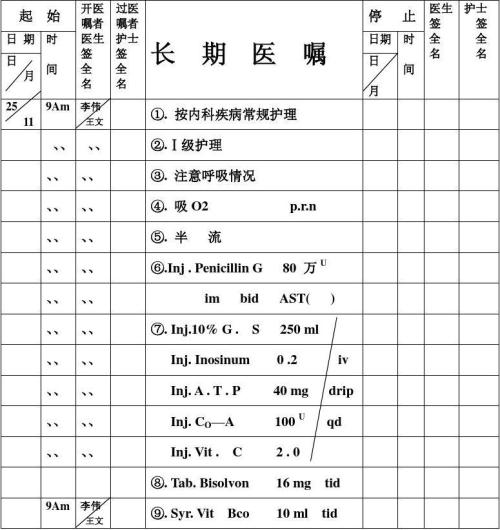 起 始 开医嘱者医生签全名 过医嘱者护士签全名 长 期 医 嘱 停 止 医生签全名 护士签全名
日 期 时间 日期 时间
日/月 日/月
25/11 9Am 李伟/王文 ①. 按内科疾病常规护理
、、 、、 ②. Ⅰ级护理
、、 、、 ③. 注意呼吸情况
、、 、、 ④. 吸 O2 p.r.n
、、 、、 ⑤. 半 流
、、 、、 ⑥.Inj . Penicillin G 80 万 U
、、 、、 im bid AST( )
、、 、、 ⑦. Inj.10% G . S 250 ml
、、 、、 Inj. Inosinum 0 .2 iv
、、 、、 Inj. A . T . P 40 mg drip
、、 、、 Inj. CO—A 100 U qd
、、 、、 Inj. Vit . C 2 . 0
⑧. Tab. Bisolvon 16 mg tid
9Am 李伟/王文 ⑨. Syr. Vit Bco 10 ml tid